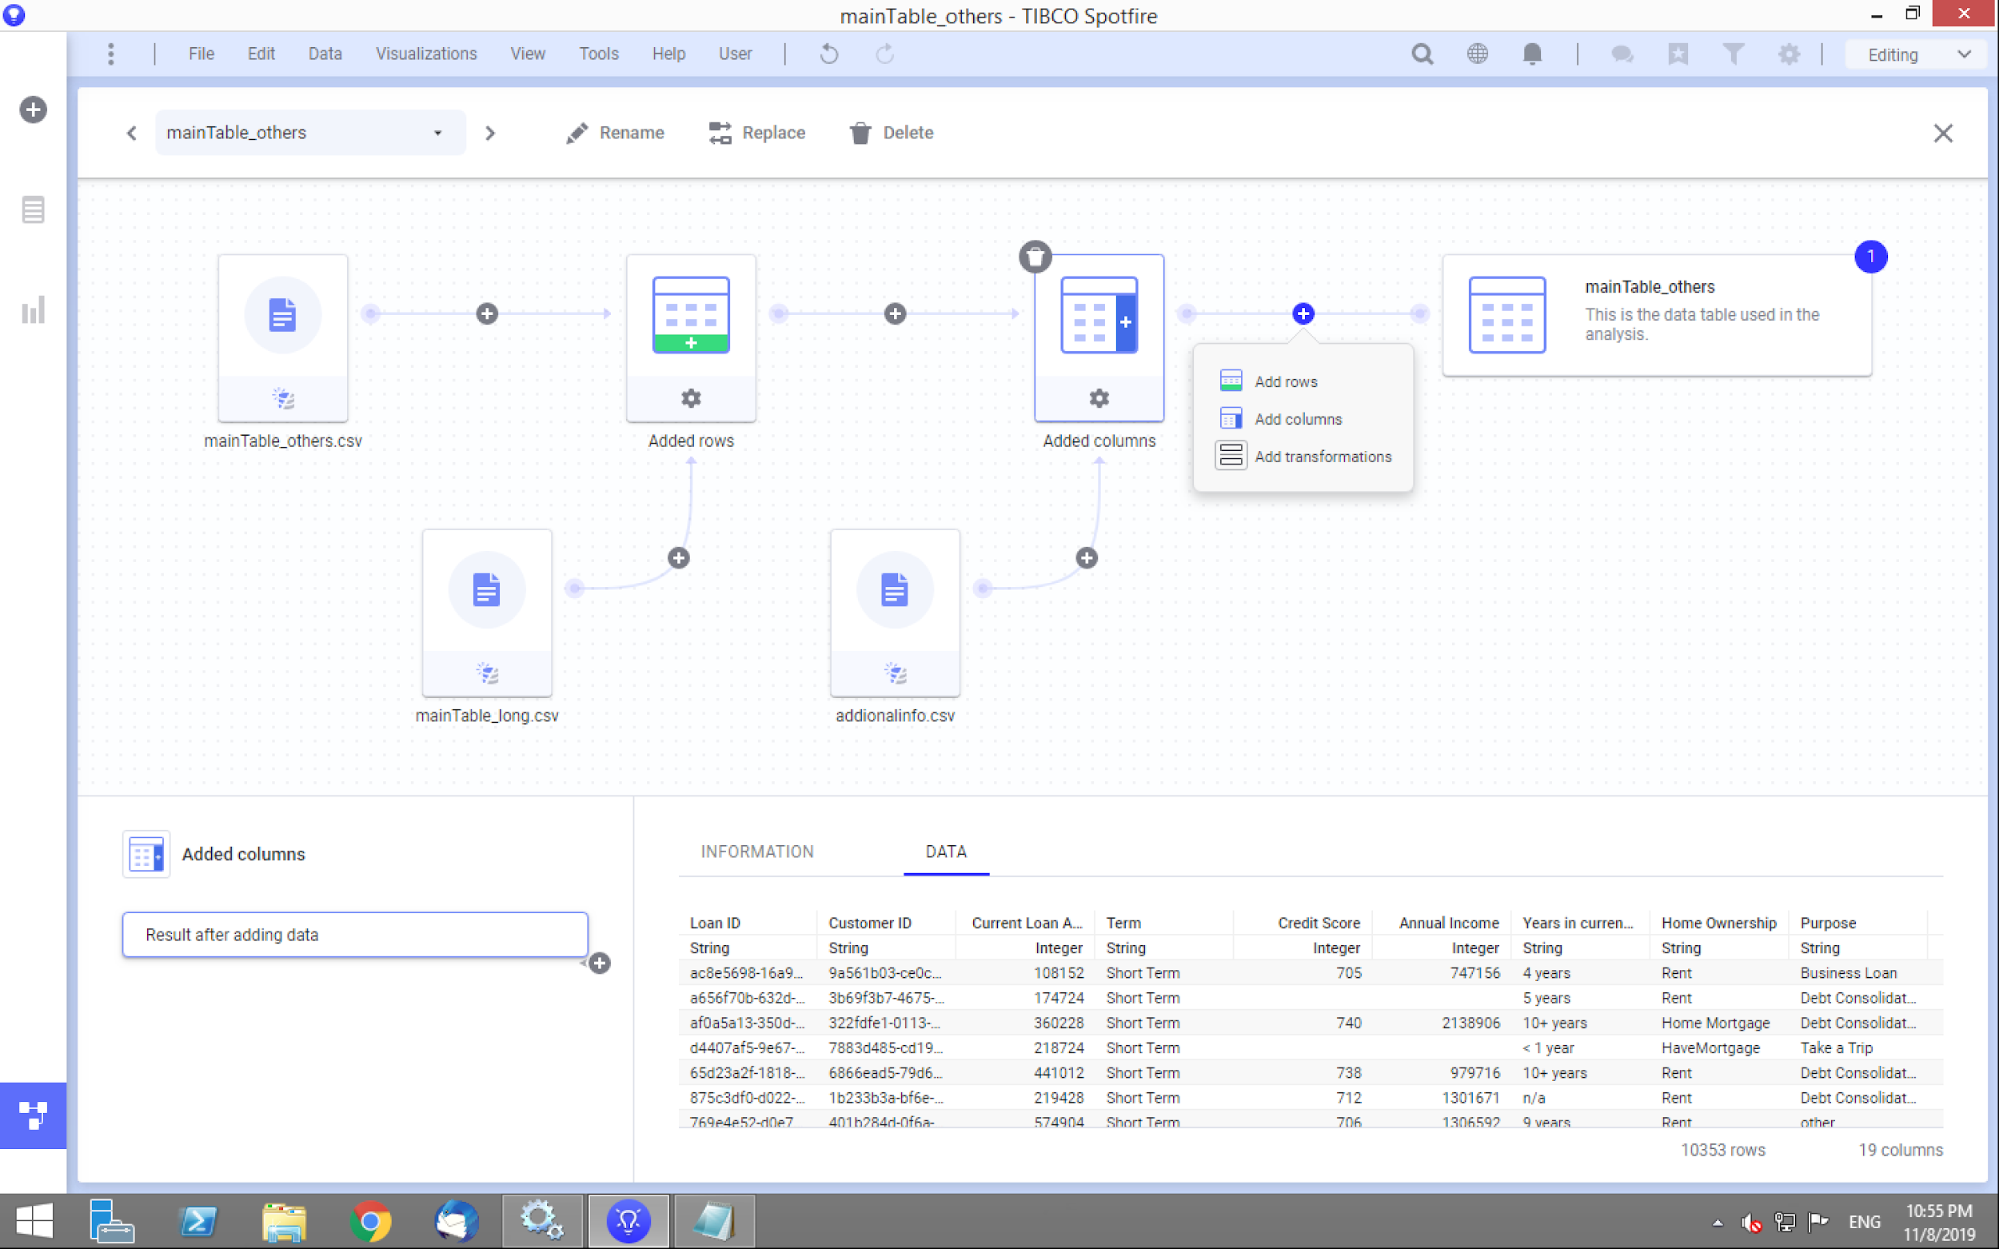 mainTable_others - TIBCO Spotfire
File Edit Data Visualizations View Tools Help User Editing
mainTable_others Rename Replace Delete
1
mainTable_others
This is the data table used in the
analysis.
Add rows
Add columns
Add transformations
mainTable_others.csv Added rows Added columns
mainTable_long.csv addionalinfo.csv
Added columns
Result after adding data
INFORMATION DATA
Loan ID Customer ID Current Loan A... Term Credit Score Annual Income Years in curren... Home Ownership Purpose
String String Integer String Integer Integer String String String
ac8e5698-16a9... 9a561b03-ce0c... 108152 Short Term 705 747156 4 years Rent Business Loan
a656f70b-632d-... 3b69f3b7-4675-... 174724 Short Term 5 years Rent Debt Consolidat...
af0a5a13-350d-... 322fdfe1-0113-... 360228 Short Term 740 2138906 10+ years Home Mortgage Debt Consolidat...
d4407af5-9e67-... 7883d485-cd19... 218724 Short Term < 1 year HaveMortgage Take a Trip
65d23a2f-1818-... 6866ead5-79d6... 441012 Short Term 738 979716 10+ years Rent Debt Consolidat...
875c3df0-d022-... 1b233b3a-bf6e-... 219428 Short Term 712 1301671 n/a Rent Debt Consolidat...
769e4e52-d0e7 401b284d-0f6a- 574904 Short Term 706 1306592 9 years Rent other
10353 rows 19 columns
ENG
10:55 PM
11/8/2019